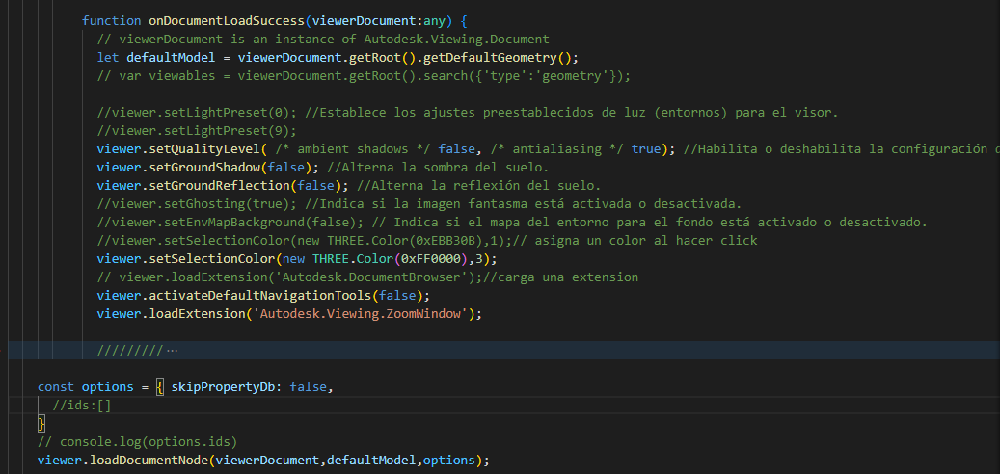 function onDocumentLoadSuccess(viewerDocument:any) {
// viewerDocument is an instance of Autodesk.Viewing.Document
let defaultModel = viewerDocument.getRoot().getDefaultGeometry();
// var viewables = viewerDocument.getRoot().search({'type':'geometry'});
//viewer.setLightPreset(0); //Establece los ajustes preestablecidos de luz (entornos) para el visor.
//viewer.setLightPreset(9);
viewer.setQualityLevel( /* ambient shadows */ false, /* antialiasing */ true); //Habilita o deshabilita la configuración
viewer.setGroundShadow(false); //Alterna la sombra del suelo.
viewer.setGroundReflection(false); //Alterna la reflexión del suelo.
//viewer.setGhosting(true); //Indica si la imagen fantasma está activada o desactivada.
//viewer.setEnvMapBackground(false); // Indica si el mapa del entorno para el fondo está activado o desactivado.
//viewer.setSelectionColor(new THREE.Color(0xEBB30B),1);// asigna un color al hacer click
viewer.setSelectionColor(new THREE.Color(0xFF0000),3);
// viewer.loadExtension('Autodesk.DocumentBrowser');//carga una extension
viewer.activateDefaultNavigationTools(false);
viewer.loadExtension('Autodesk.Viewing.ZoomWindow');
///////// ⋯
const options = { skipPropertyDb: false,
//ids:[]
}
// console.log(options.ids)
viewer.loadDocumentNode(viewerDocument,defaultModel,options);